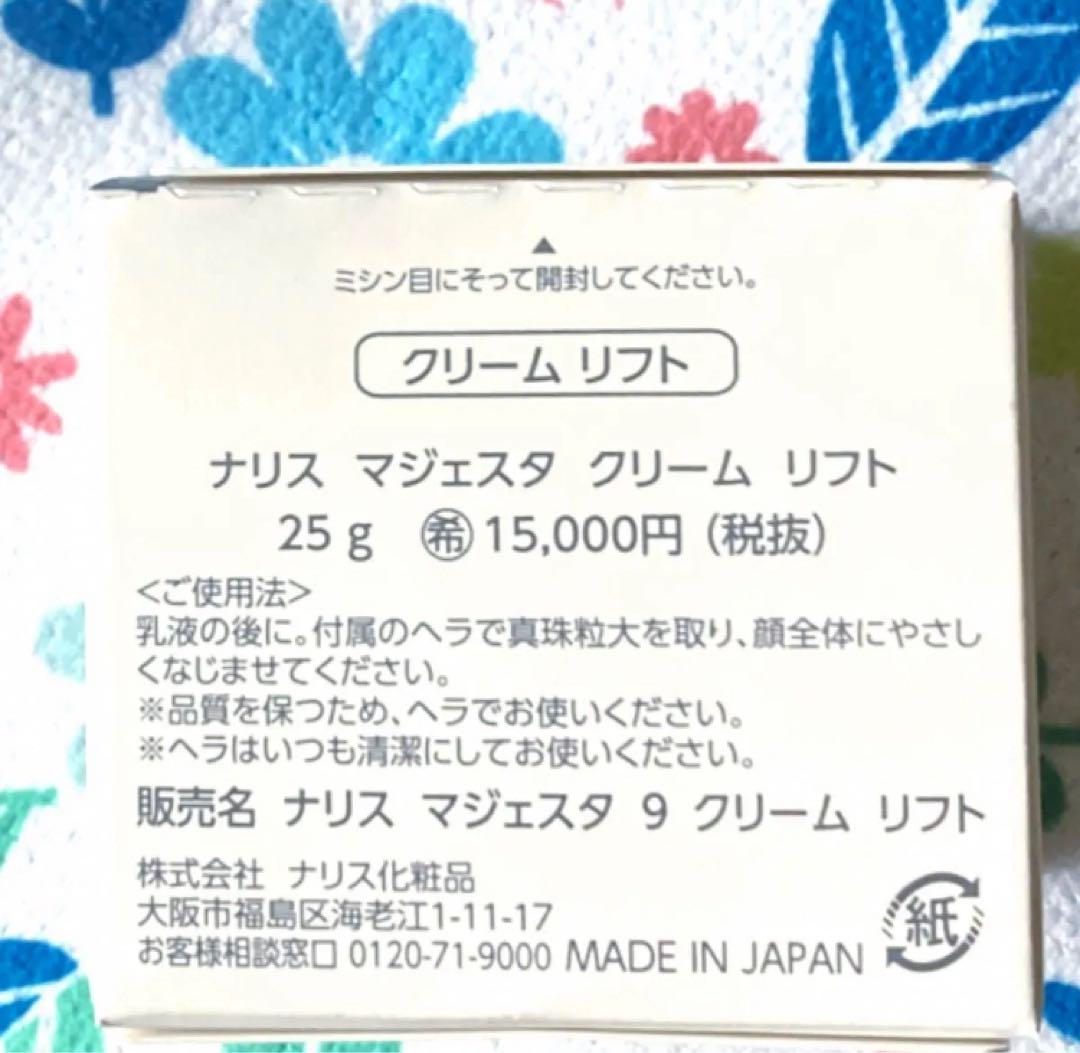 ▲
ミシン目にそって開封してください。
クリーム リフト
ナリス マジェスタ クリーム リフト
25g ㊝15,000円(税抜)
<ご使用法>
乳液の後に。付属のヘラで真珠粒大を取り、顔全体にやさし
くなじませてください。
※品質を保つため、ヘラでお使いください。
※ヘラはいつも清潔にしてお使いください。
販売名 ナリス マジェスタ 9 クリーム リフト
株式会社 ナリス化粧品
大阪市福島区海老江1-11-17
お客様相談窓口 0120-71-9000 MADE IN JAPAN
紙